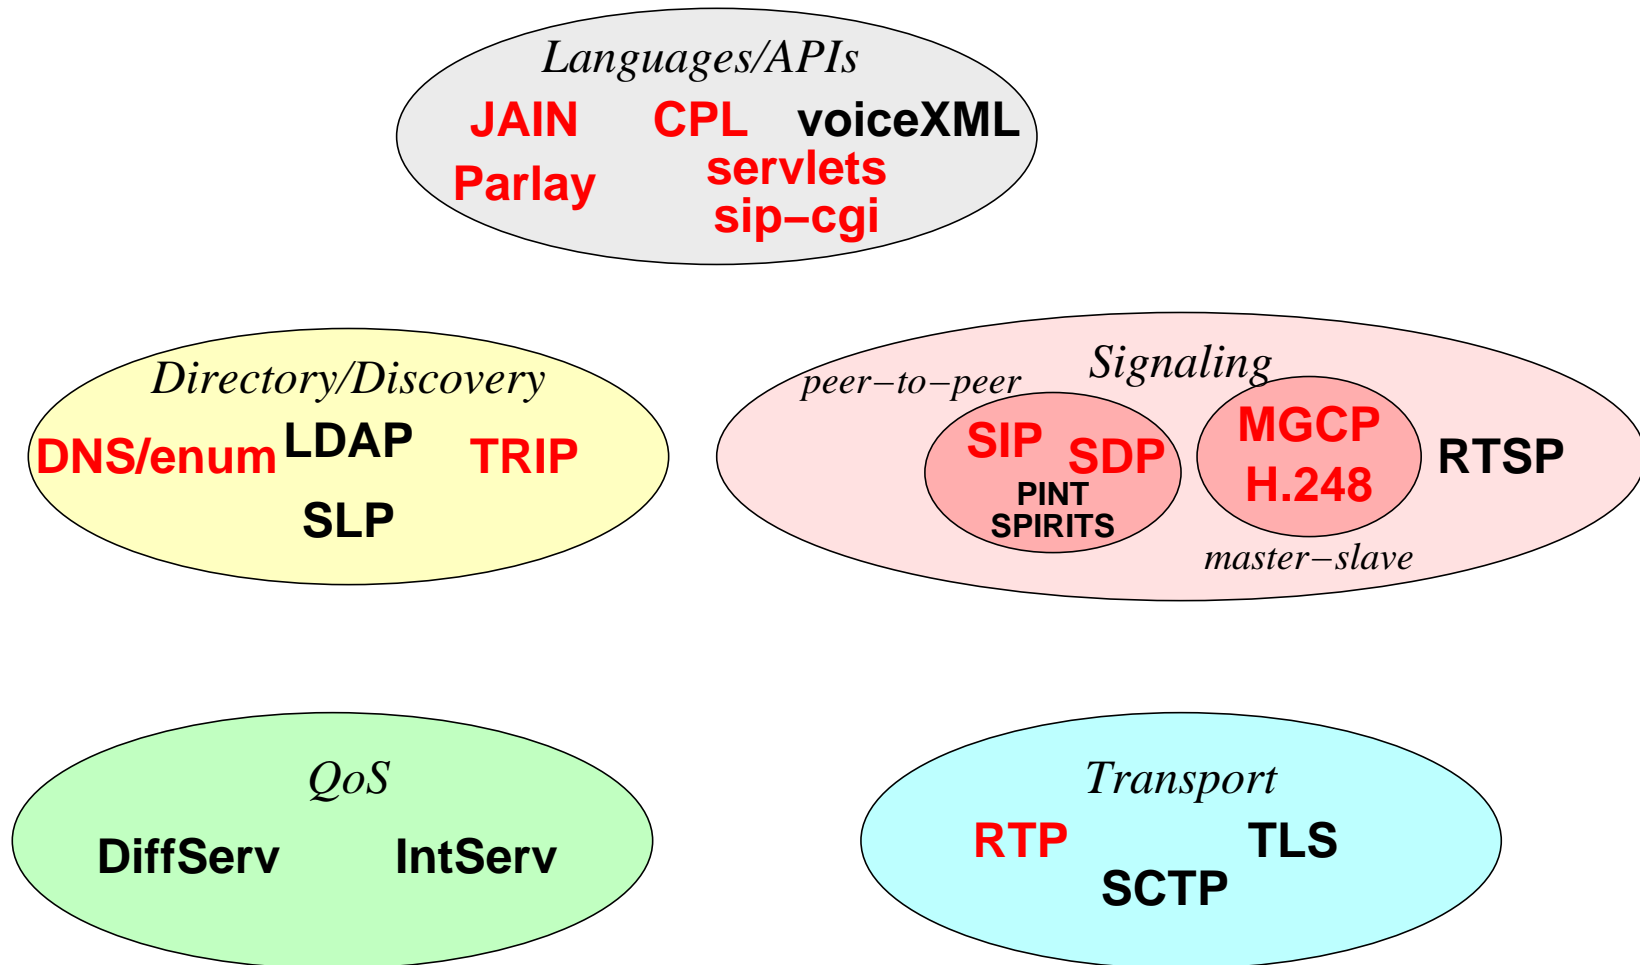 Languages/APIs
JAIN CPL voiceXML
Parlay servlets
sip−cgi
Directory/Discovery
DNS/enum LDAP TRIP
SLP
Signaling
peer−to−peer
SIP SDP
PINT
SPIRITS
MGCP
H.248
RTSP
master−slave
QoS
DiffServ IntServ
Transport
RTP TLS
SCTP